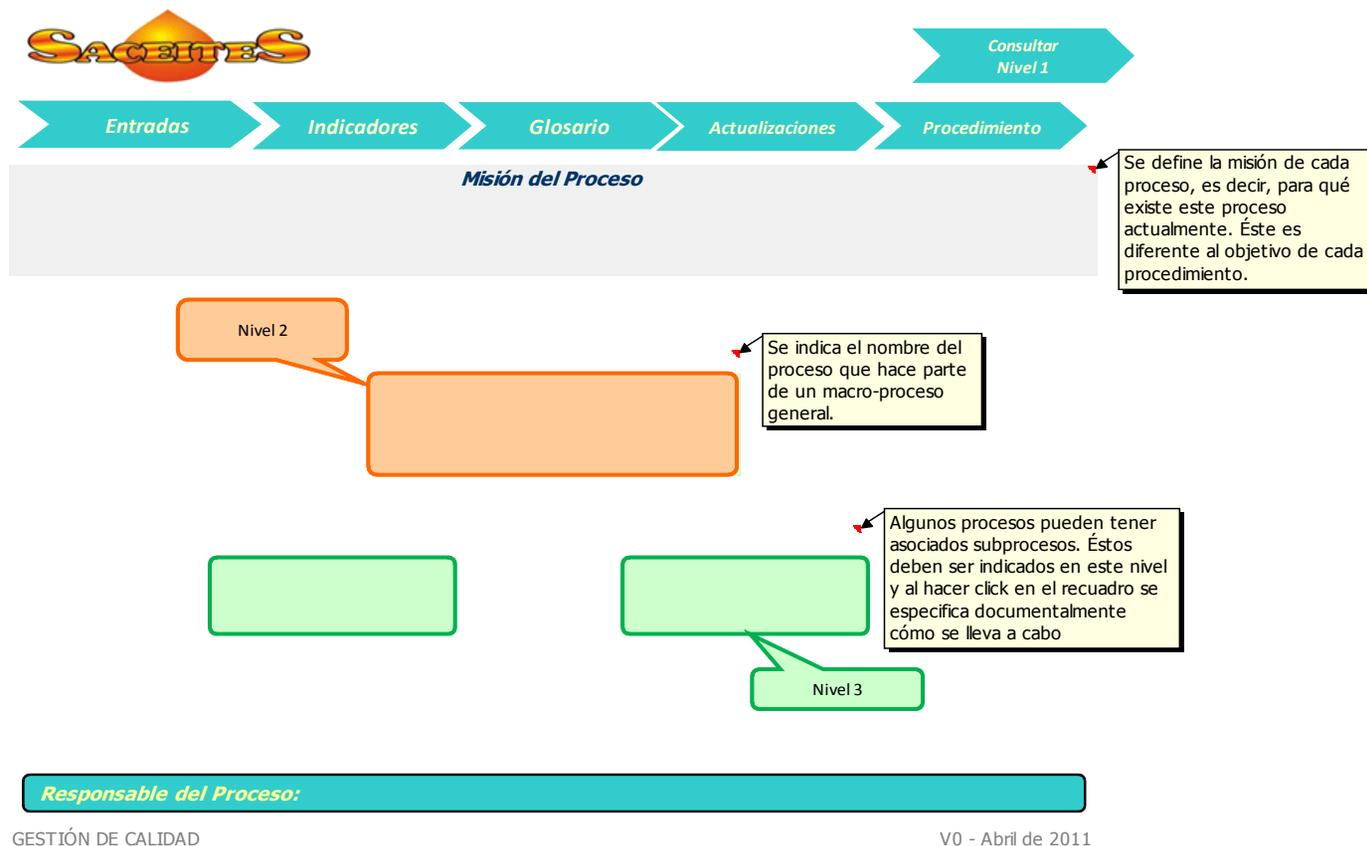 SACEITES
Consultar
Nivel 1
Entradas
Indicadores
Glosario
Actualizaciones
Procedimiento
Misión del Proceso
Se define la misión de cada
proceso, es decir, para qué
existe este proceso
actualmente. Éste es
diferente al objetivo de cada
procedimiento.
Nivel 2
Se indica el nombre del
proceso que hace parte
de un macro-proceso
general.
Algunos procesos pueden tener
asociados subprocesos. Éstos
deben ser indicados en este nivel
y al hacer click en el recuadro se
especifica documentalmente
cómo se lleva a cabo
Nivel 3
Responsable del Proceso:
GESTIÓN DE CALIDAD
V0 - Abril de 2011